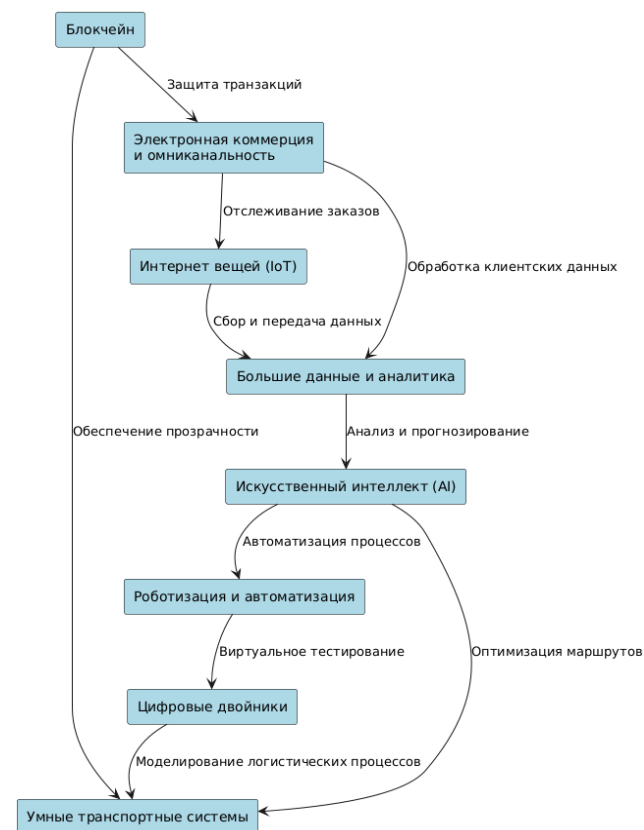 Блокчейн
Защита транзакций
Электронная коммерция
и омниканальность
Отслеживание заказов
Интернет вещей (IoT)
Обработка клиентских данных
Сбор и передача данных
Большие данные и аналитика
Обеспечение прозрачности
Анализ и прогнозирование
Искусственный интеллект (AI)
Автоматизация процессов
Роботизация и автоматизация
Виртуальное тестирование
Оптимизация маршрутов
Цифровые двойники
Моделирование логистических процессов
Умные транспортные системы